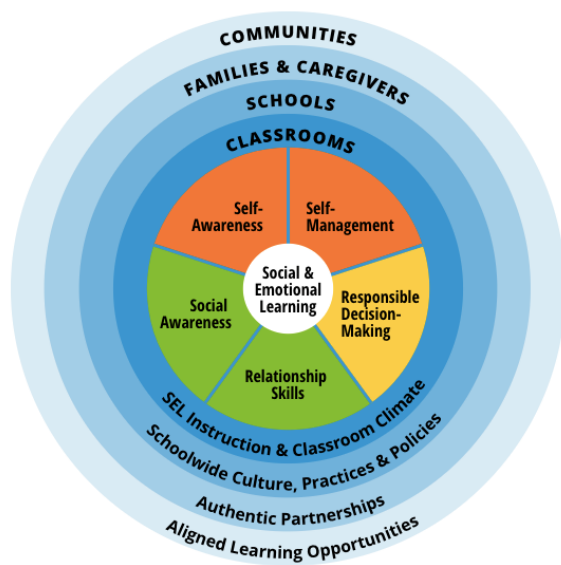 COMMUNITIES
FAMILIES & CAREGIVERS
SCHOOLS
CLASSROOMS
Self-
Awareness
Self-
Management
Social &
Emotional
Learning
Social
Awareness
Responsible
Decision-
Making
Relationship
Skills
SEL Instruction & Classroom Climate
Schoolwide Culture, Practices & Policies
Authentic Partnerships
Aligned Learning Opportunities